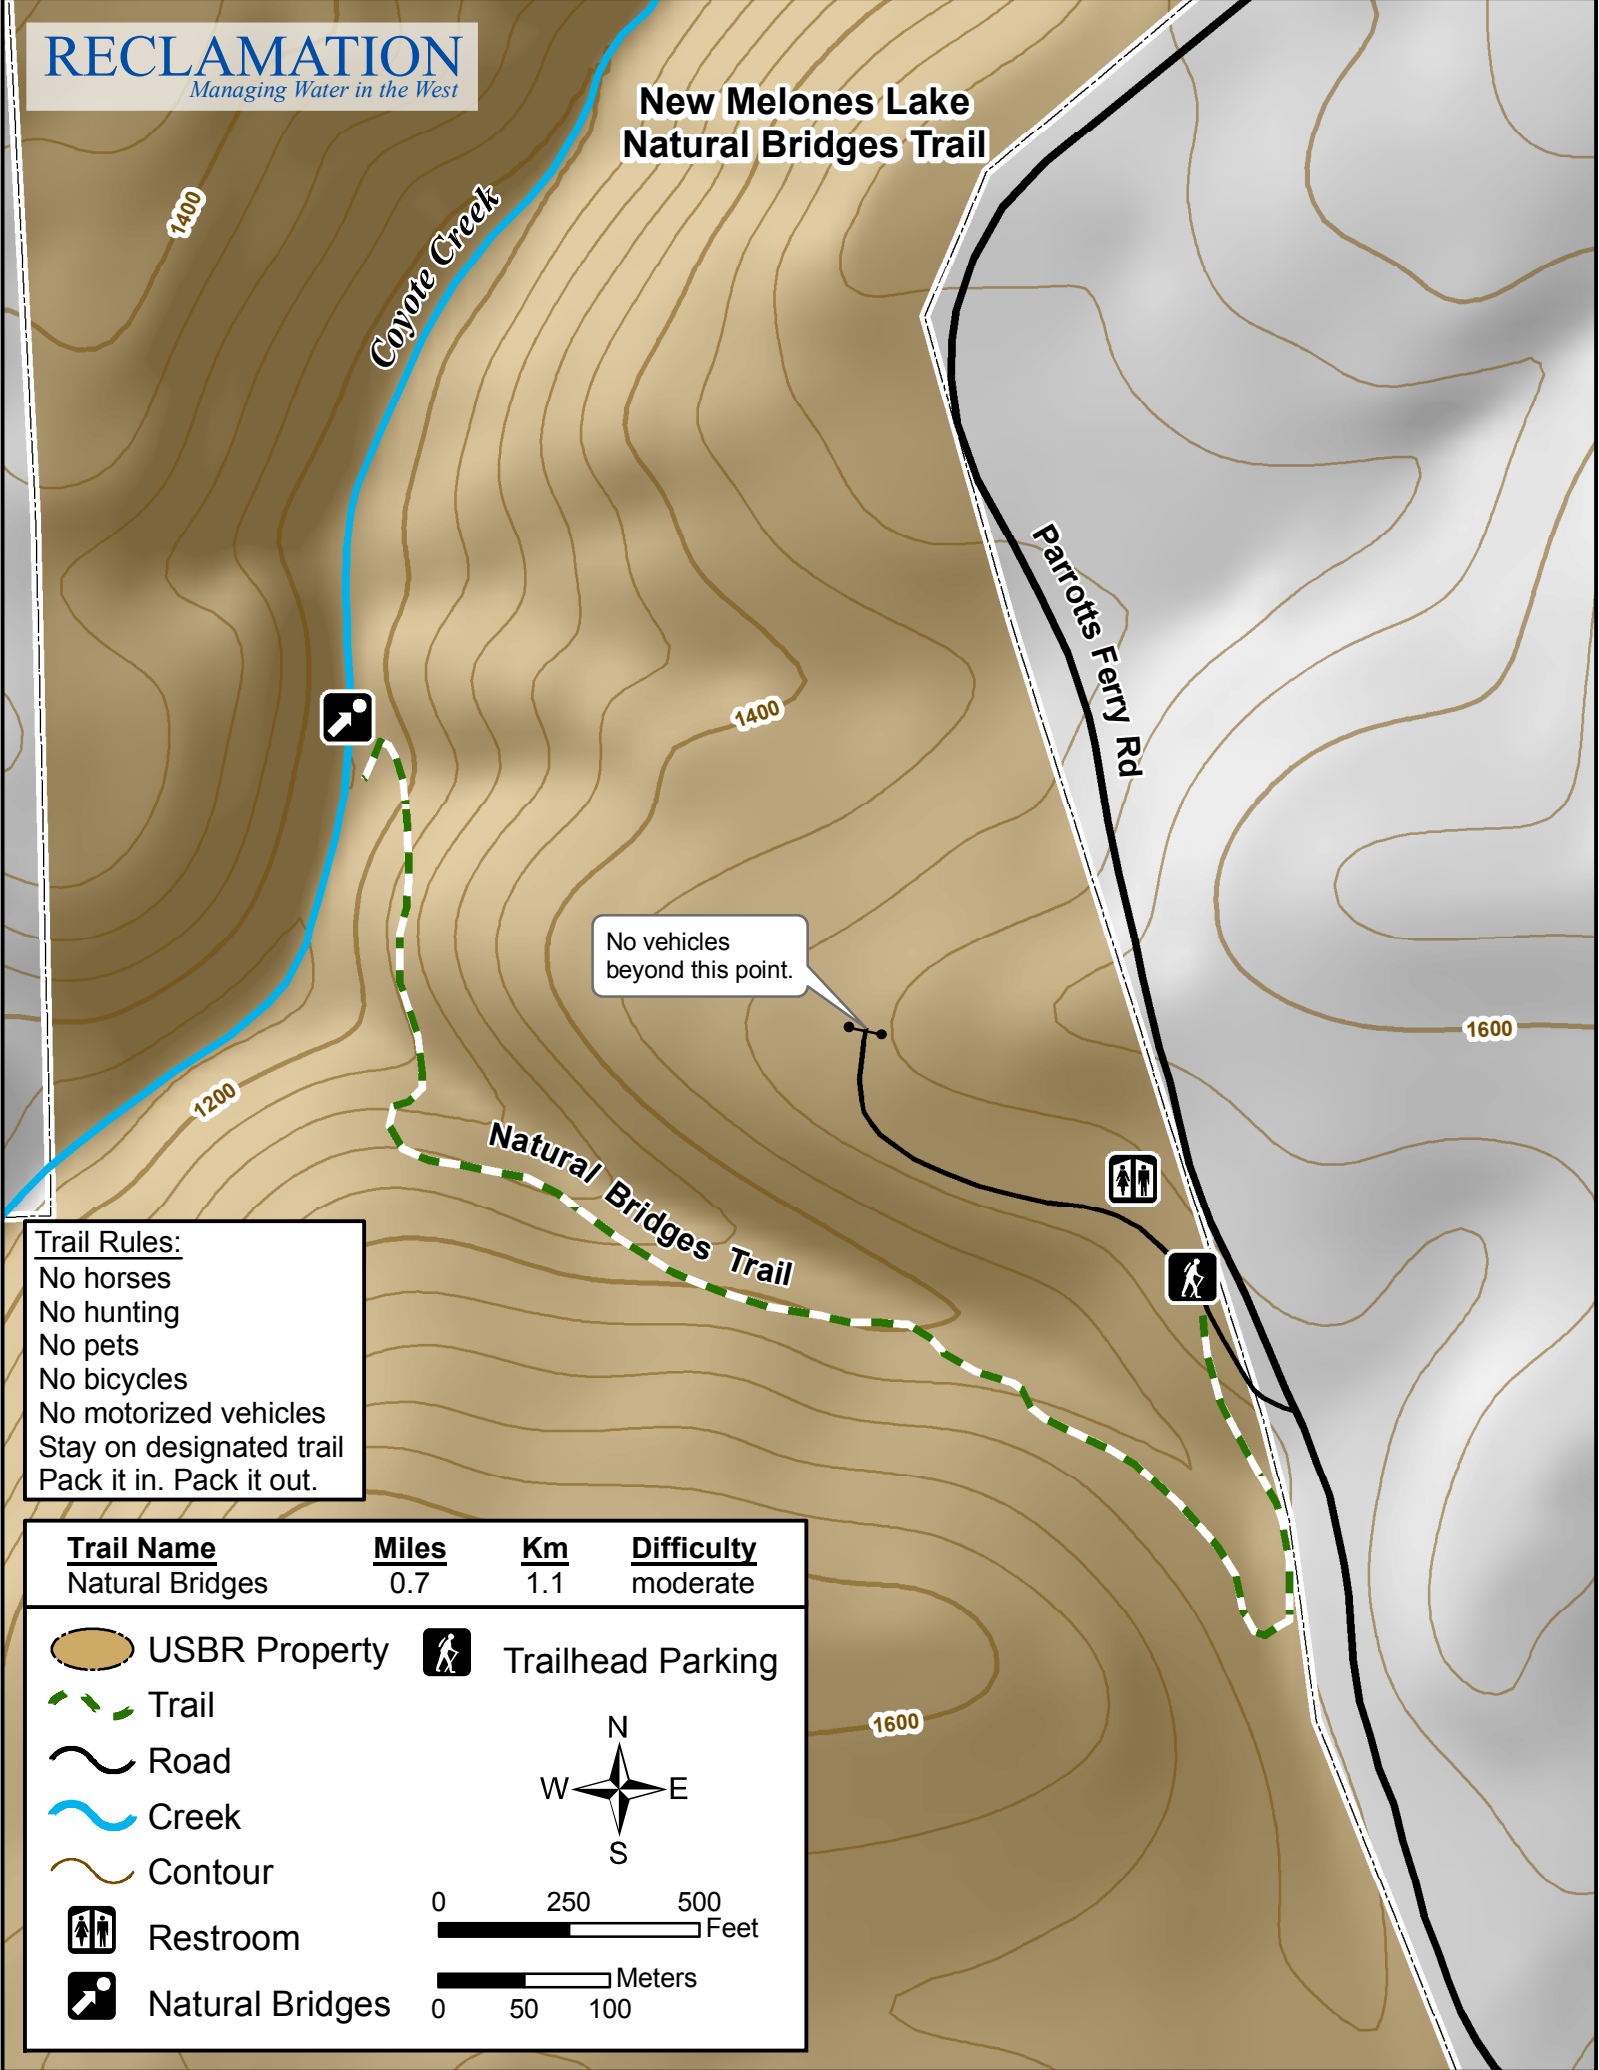 RECLAMATION
Managing Water in the West
New Melones Lake
Natural Bridges Trail
1400
Coyote Creek
Parrotts Ferry Rd
1400
No vehicles
beyond this point.
1600
1200
Natural Bridges Trail
Trail Rules:
No horses
No hunting
No pets
No bicycles
No motorized vehicles
Stay on designated trail
Pack it in. Pack it out.
Trail Name Miles Km Difficulty
Natural Bridges 0.7 1.1 moderate
USBR Property
Trailhead Parking
Trail
Road
Creek
Contour
Restroom
Natural Bridges
N
W E
S
0 250 500
Feet
Meters
0 50 100
1600